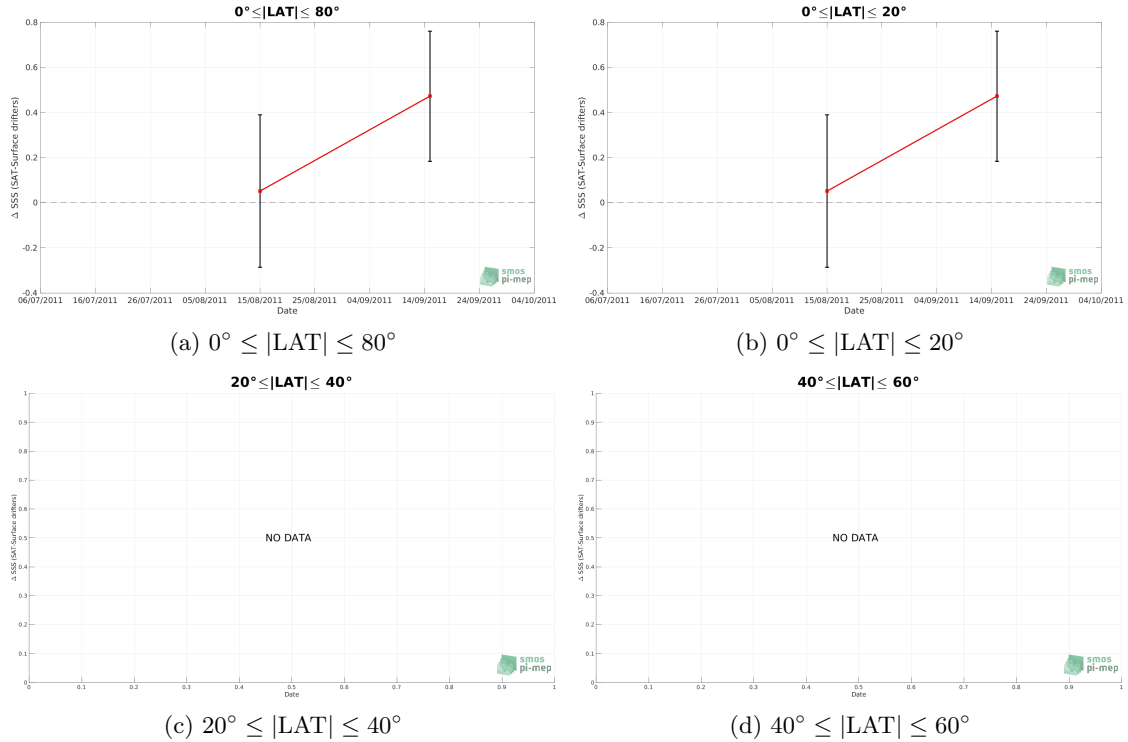 0°≤|LAT|≤ 80°
0.8
0.6
0.4
0.2
0
-0.2
-0.4
Δ SSS (SAT-Surface drifters)
06/07/2011 16/07/2011 26/07/2011 05/08/2011 15/08/2011 25/08/2011 04/09/2011 14/09/2011 24/09/2011 04/10/2011
Date
smos
pi-mep
(a) 0° ≤ |LAT| ≤ 80°
0°≤|LAT|≤ 20°
0.8
0.6
0.4
0.2
0
-0.2
-0.4
Δ SSS (SAT-Surface drifters)
06/07/2011 16/07/2011 26/07/2011 05/08/2011 15/08/2011 25/08/2011 04/09/2011 14/09/2011 24/09/2011 04/10/2011
Date
smos
pi-mep
(b) 0° ≤ |LAT| ≤ 20°
20°≤|LAT|≤ 40°
1
0.9
0.8
0.7
0.6
0.5
0.4
0.3
0.2
0.1
0
Δ SSS (SAT-Surface drifters)
NO DATA
0 0.1 0.2 0.3 0.4 0.5 0.6 0.7 0.8 0.9 1
Date
smos
pi-mep
(c) 20° ≤ |LAT| ≤ 40°
40°≤|LAT|≤ 60°
1
0.9
0.8
0.7
0.6
0.5
0.4
0.3
0.2
0.1
0
Δ SSS (SAT-Surface drifters)
NO DATA
0 0.1 0.2 0.3 0.4 0.5 0.6 0.7 0.8 0.9 1
Date
smos
pi-mep
(d) 40° ≤ |LAT| ≤ 60°